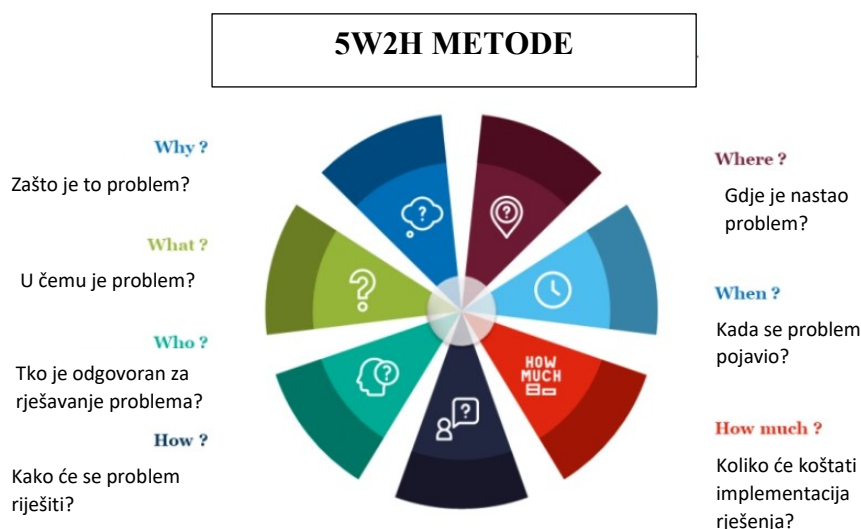 5W2H METODE
Why ?
Zašto je to problem?
What ?
U čemu je problem?
Who ?
Tko je odgovoran za
rješavanje problema?
How ?
Kako će se problem
riješiti?
Where ?
Gdje je nastao
problem?
When ?
Kada se problem
pojavio?
How much ?
Koliko će koštati
implementacija
rješenja?
?
?
?
?
?
HOW
MUCH